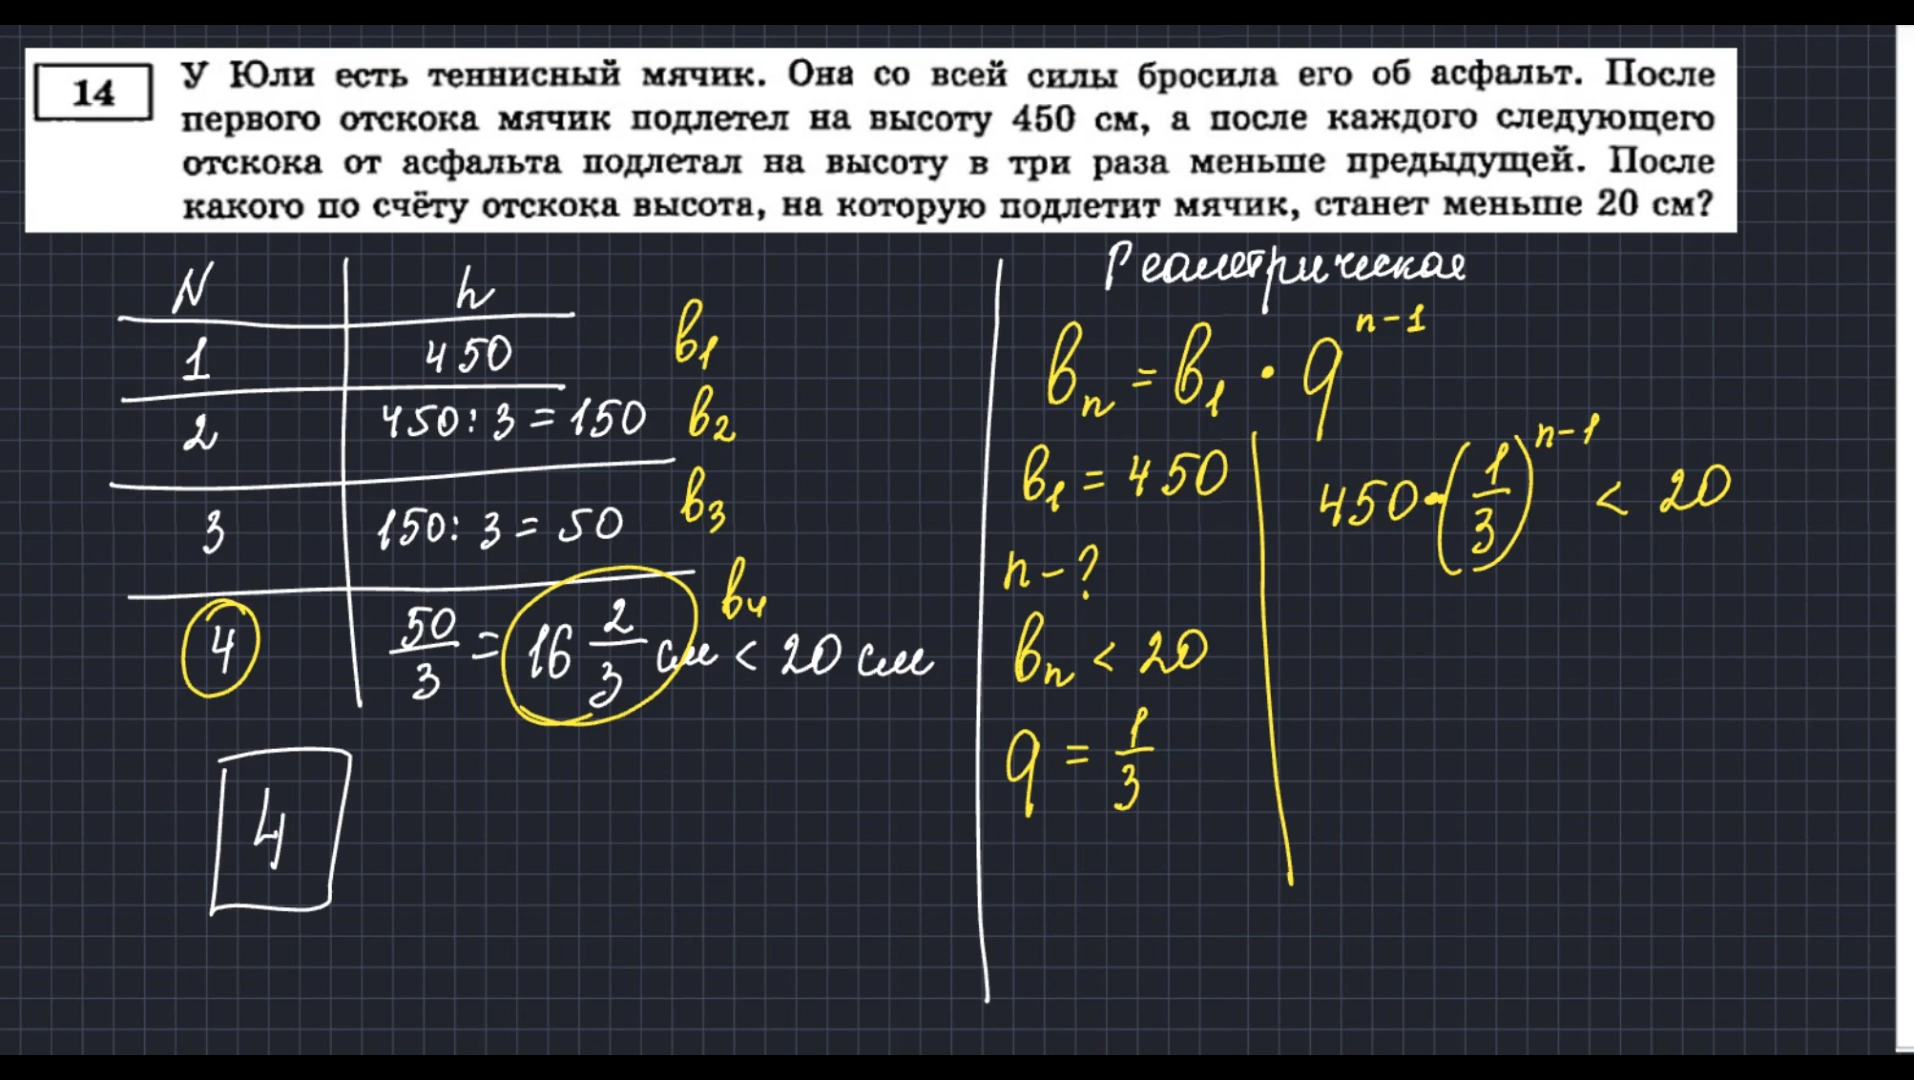 14
У Юли есть теннисный мячик. Она со всей силы бросила его об асфальт. После
первого отскока мячик подлетел на высоту 450 см, а после каждого следующего
отскока от асфальта подлетал на высоту в три раза меньше предыдущей. После
какого по счёту отскока высота, на которую подлетит мячик, станет меньше 20 см?
N h
1 450 b₁
2 450 : 3 = 150 b₂
3 150 : 3 = 50 b₃
4 50/3 = 16 2/3 см < 20 см b₄
4
Геометрическая
bₙ = b₁ · qⁿ⁻¹
b₁ = 450
n - ?
bₙ < 20
q = 1/3
450 · (1/3)ⁿ⁻¹ < 20